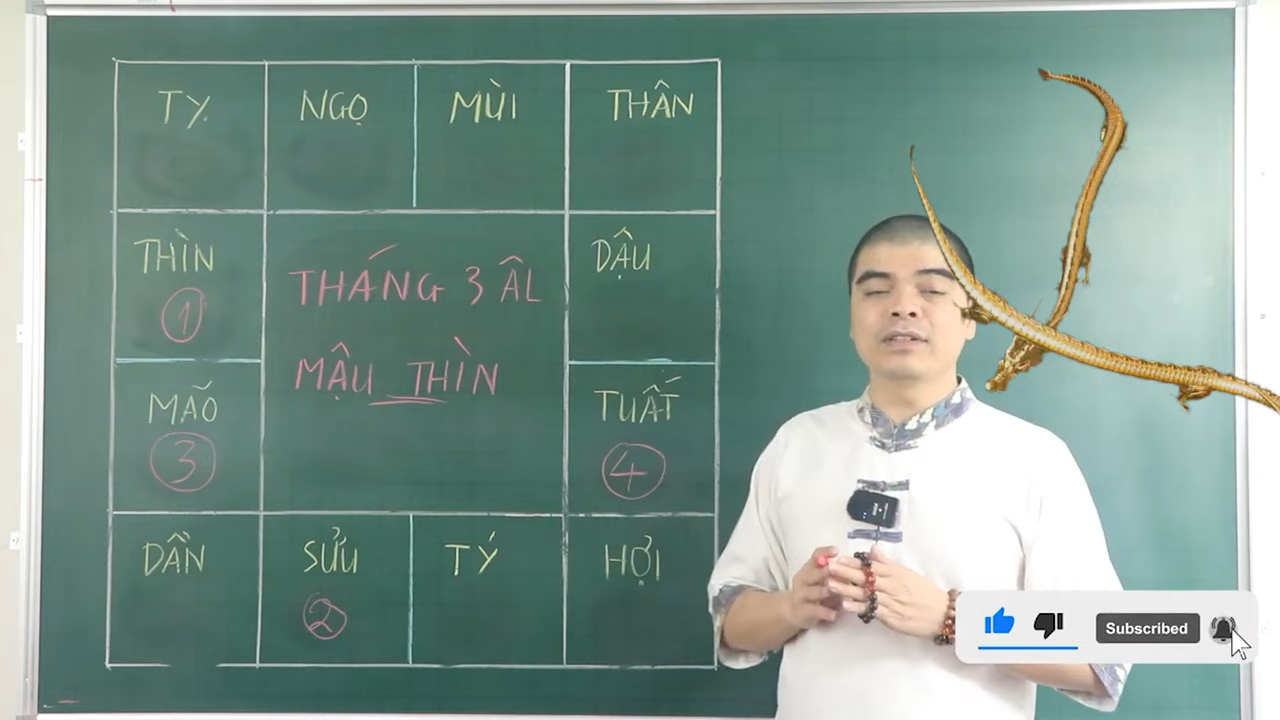 TỴ
NGỌ
MÙI
THÂN
THÌN
①
THÁNG 3 ÂL
MẬU THÌN
DẬU
MÃO
③
TUẤT
④
DẦN
SỬU
②
TÝ
HỢI
Subscribed